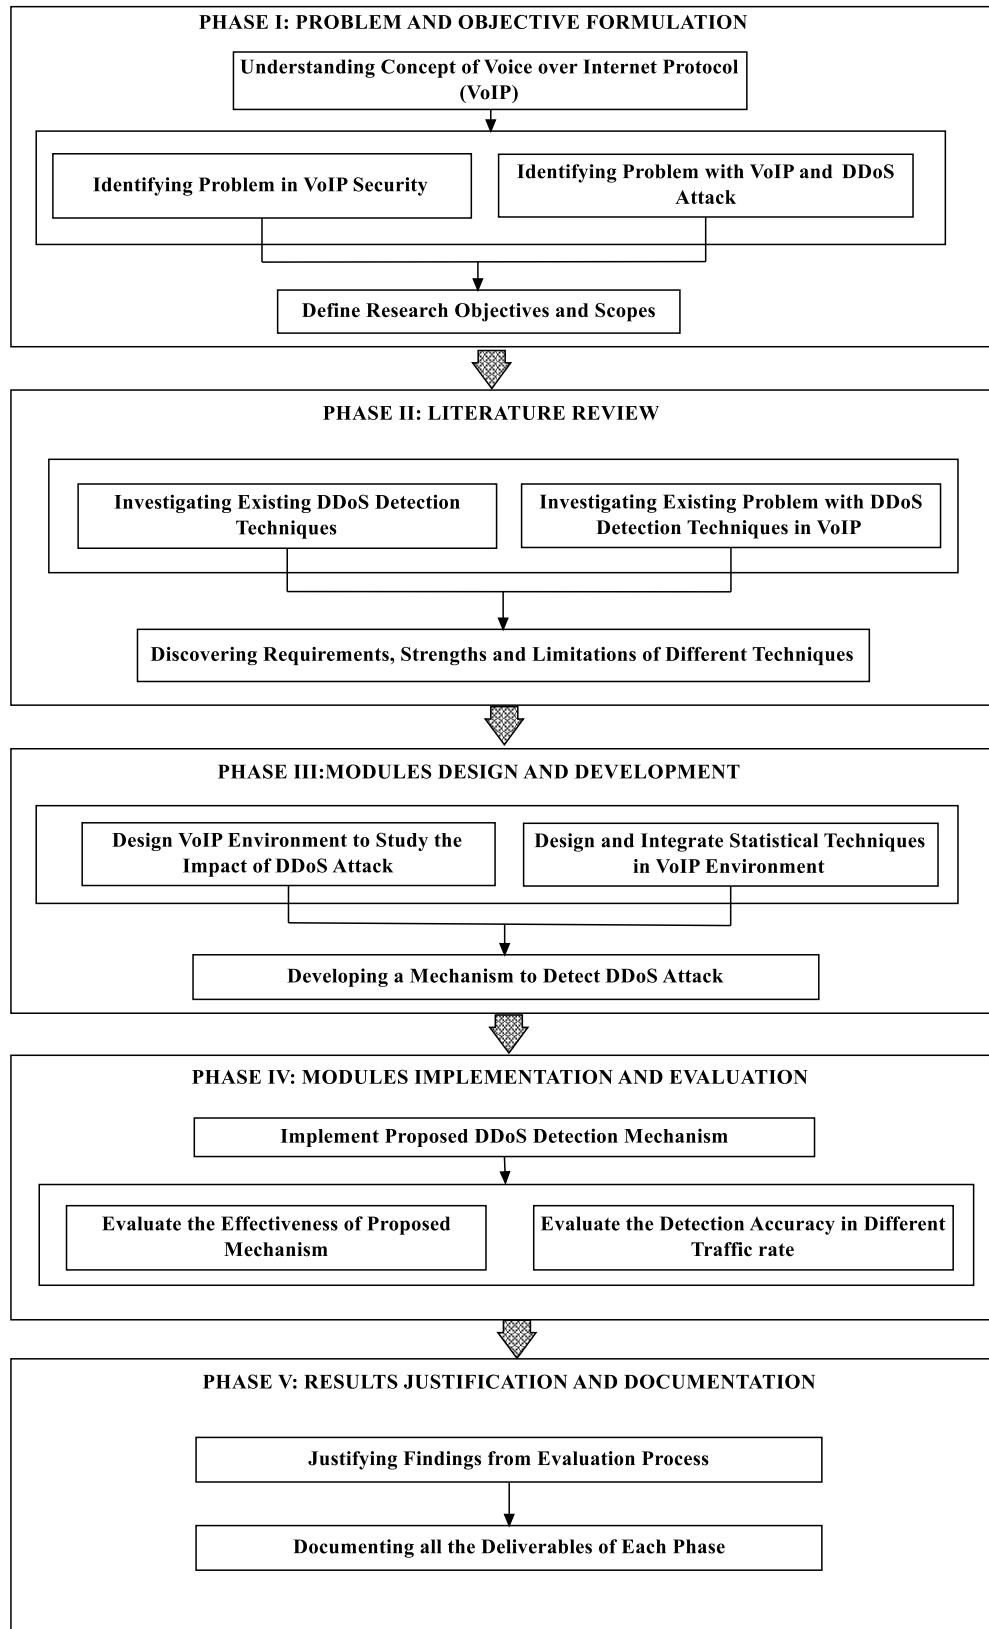 PHASE I: PROBLEM AND OBJECTIVE FORMULATION
Understanding Concept of Voice over Internet Protocol
(VoIP)
Identifying Problem in VoIP Security
Identifying Problem with VoIP and DDoS
Attack
Define Research Objectives and Scopes
PHASE II: LITERATURE REVIEW
Investigating Existing DDoS Detection
Techniques
Investigating Existing Problem with DDoS
Detection Techniques in VoIP
Discovering Requirements, Strengths and Limitations of Different Techniques
PHASE III:MODULES DESIGN AND DEVELOPMENT
Design VoIP Environment to Study the
Impact of DDoS Attack
Design and Integrate Statistical Techniques
in VoIP Environment
Developing a Mechanism to Detect DDoS Attack
PHASE IV: MODULES IMPLEMENTATION AND EVALUATION
Implement Proposed DDoS Detection Mechanism
Evaluate the Effectiveness of Proposed
Mechanism
Evaluate the Detection Accuracy in Different
Traffic rate
PHASE V: RESULTS JUSTIFICATION AND DOCUMENTATION
Justifying Findings from Evaluation Process
Documenting all the Deliverables of Each Phase